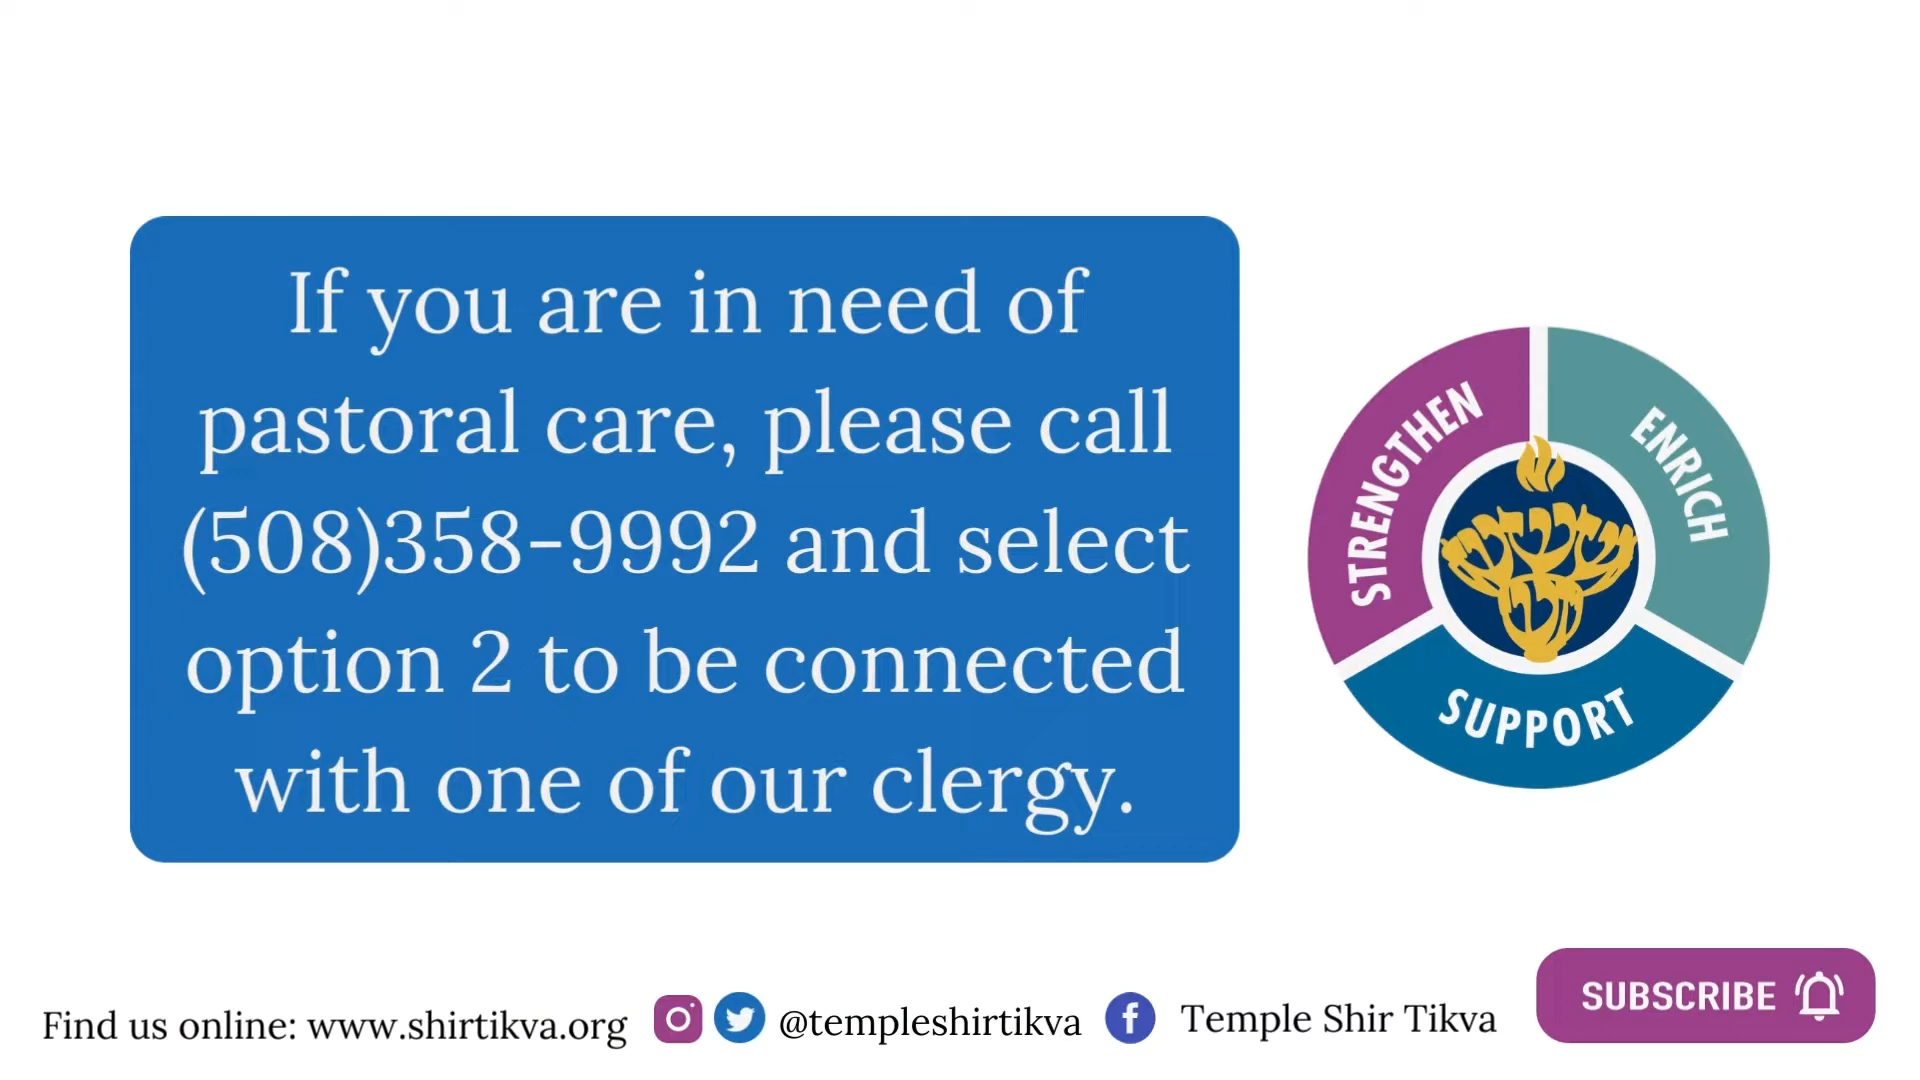 If you are in need of
pastoral care, please call
(508)358-9992 and select
option 2 to be connected
with one of our clergy.
STRENGTHEN
ENRICH
SUPPORT
Find us online: www.shirtikva.org
@templeshirtikva
Temple Shir Tikva
SUBSCRIBE